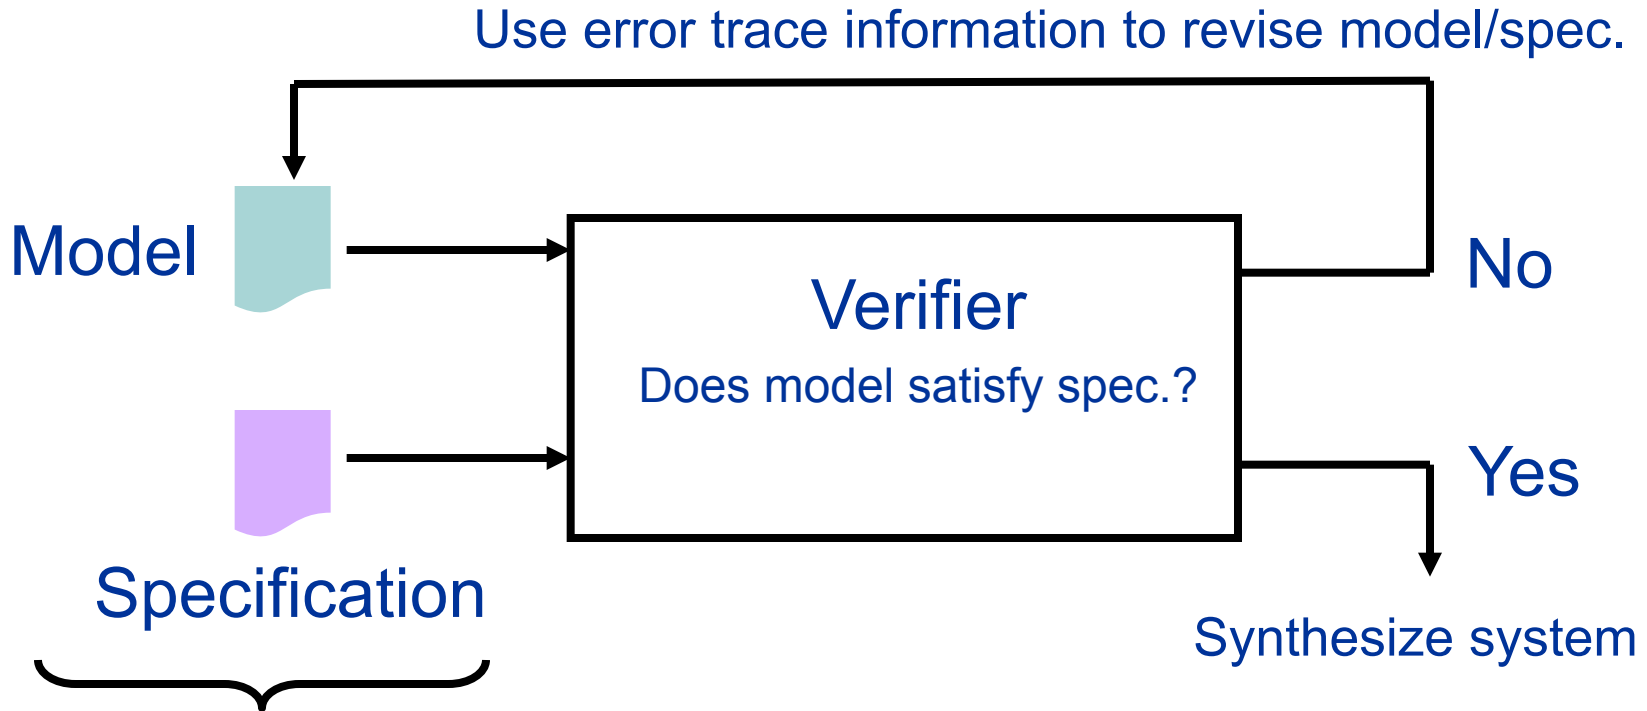 Use error trace information to revise model/spec.
Model
No
Verifier
Does model satisfy spec.?
Yes
Specification
Synthesize system